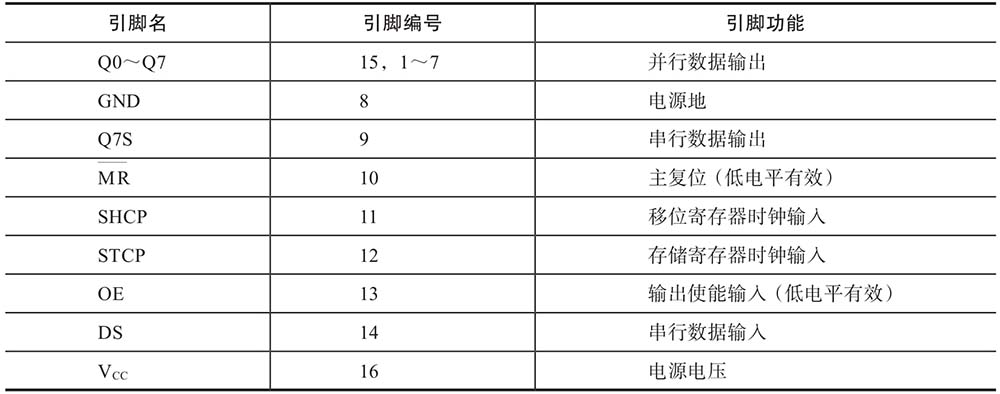 引脚名 引脚编号 引脚功能
Q0～Q7 15，1～7 并行数据输出
GND 8 电源地
Q7S 9 串行数据输出
M̅R̅ 10 主复位（低电平有效）
SHCP 11 移位寄存器时钟输入
STCP 12 存储寄存器时钟输入
OE 13 输出使能输入（低电平有效）
DS 14 串行数据输入
VCC 16 电源电压